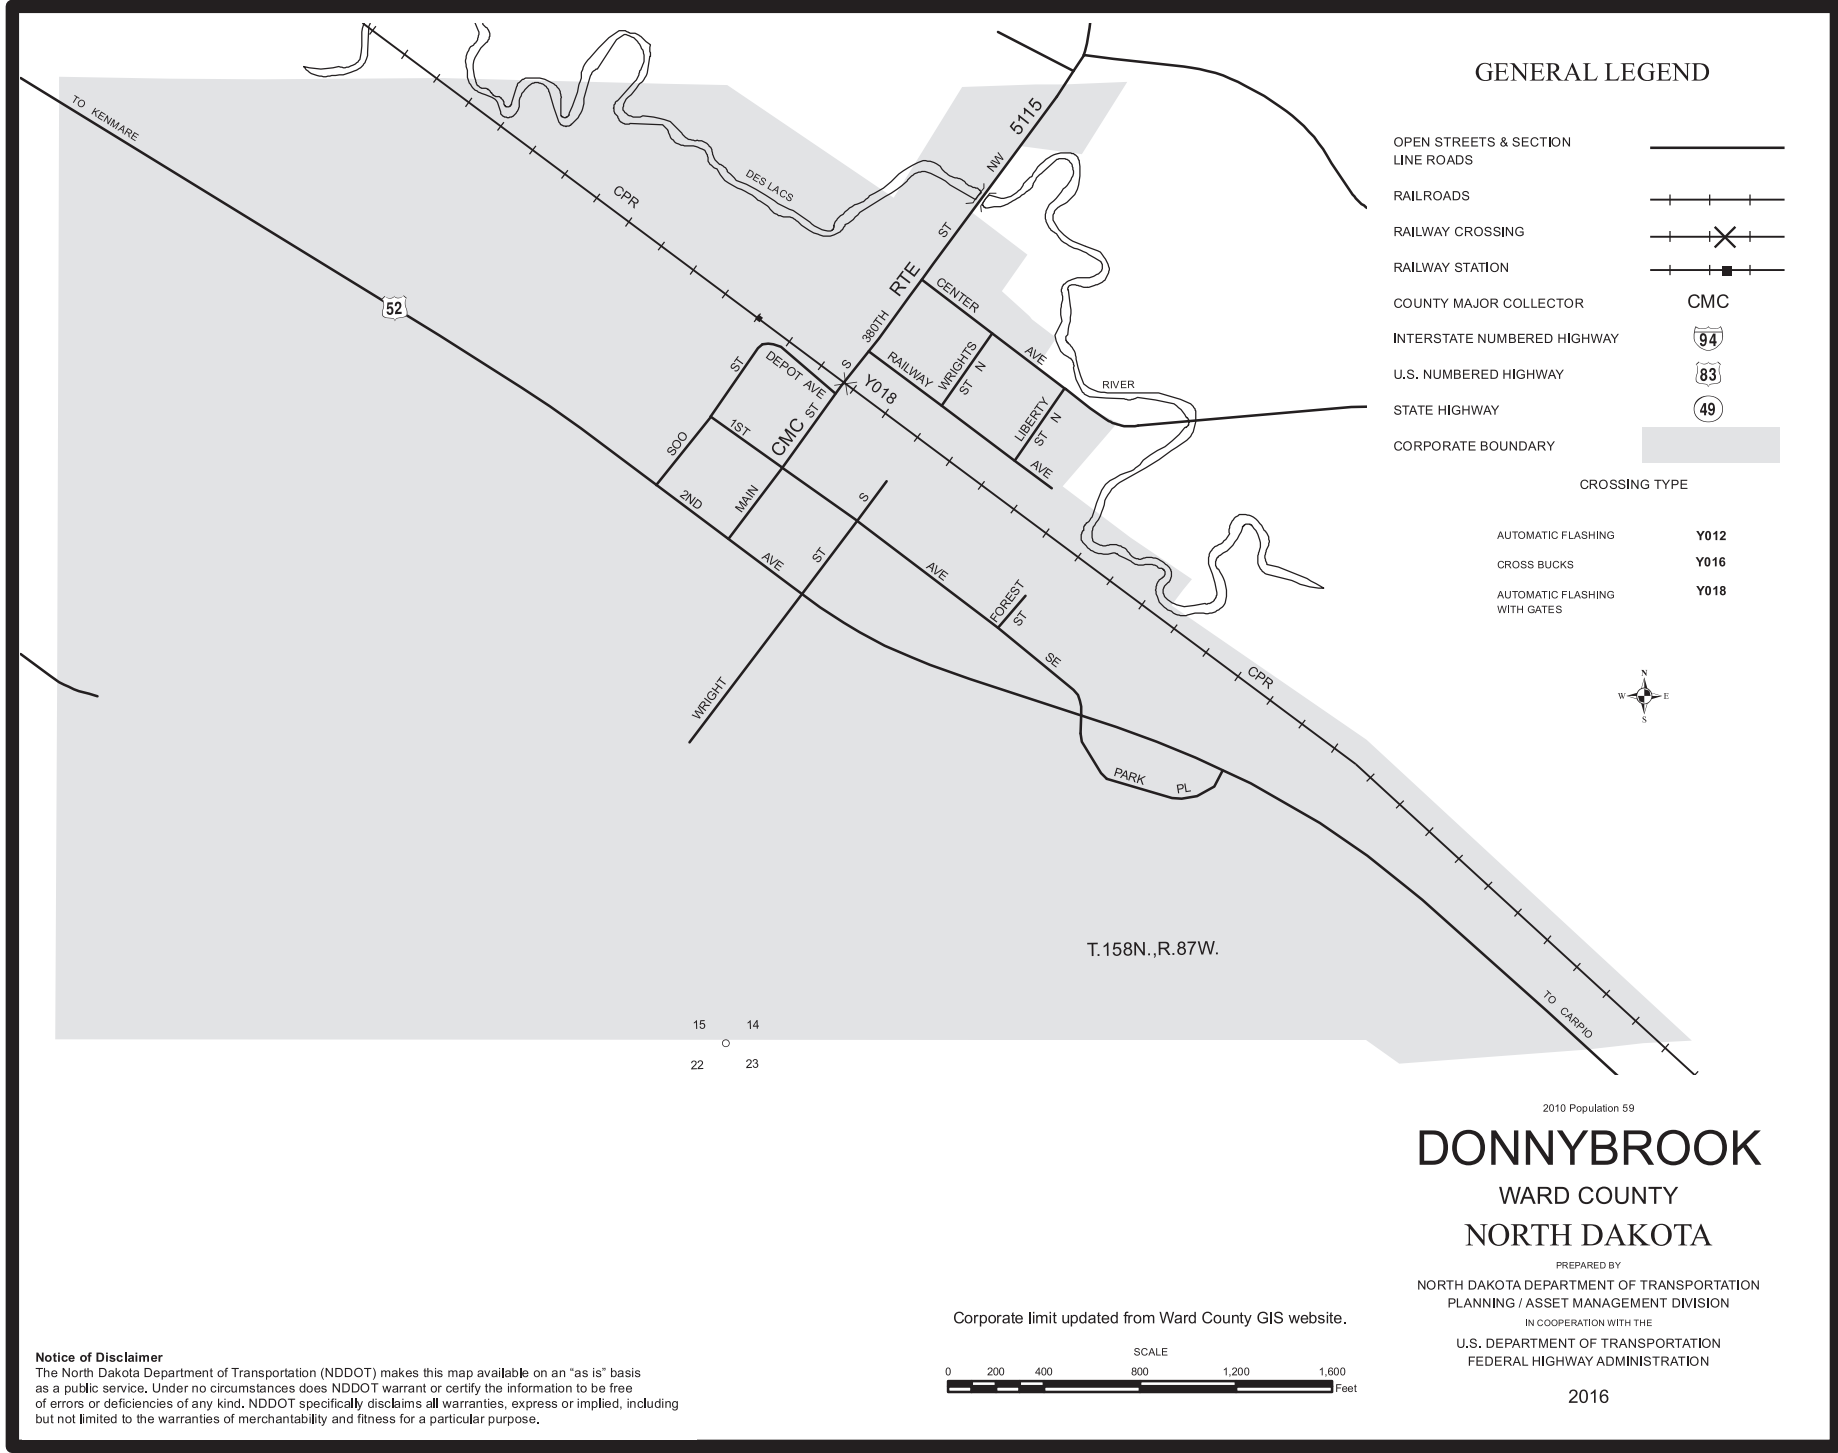 GENERAL LEGEND
OPEN STREETS & SECTION
LINE ROADS
RAILROADS
RAILWAY CROSSING
RAILWAY STATION
COUNTY MAJOR COLLECTOR
CMC
INTERSTATE NUMBERED HIGHWAY
94
U.S. NUMBERED HIGHWAY
83
STATE HIGHWAY
49
CORPORATE BOUNDARY
CROSSING TYPE
AUTOMATIC FLASHING
Y012
CROSS BUCKS
Y016
AUTOMATIC FLASHING
WITH GATES
Y018
N
W
E
S
TO KENMARE
52
CPR
DES LACS
RIVER
5115
NW
ST
RTE
380TH
S
Y018
CENTER
AVE
RAILWAY
AVE
WRIGHTS
ST N
LIBERTY
ST N
DEPOT AVE
SOO
ST
1ST
AVE
SE
CMC
MAIN
ST
2ND
AVE
WRIGHT
ST
S
FOREST
ST
PARK
PL
CPR
TO CARPIO
T.158N.,R.87W.
15
14
22
23
2010 Population 59
DONNYBROOK
WARD COUNTY
NORTH DAKOTA
PREPARED BY
NORTH DAKOTA DEPARTMENT OF TRANSPORTATION
PLANNING / ASSET MANAGEMENT DIVISION
IN COOPERATION WITH THE
U.S. DEPARTMENT OF TRANSPORTATION
FEDERAL HIGHWAY ADMINISTRATION
2016
Corporate limit updated from Ward County GIS website.
SCALE
0 200 400 800 1,200 1,600
Feet
Notice of Disclaimer
The North Dakota Department of Transportation (NDDOT) makes this map available on an “as is” basis
as a public service. Under no circumstances does NDDOT warrant or certify the information to be free
of errors or deficiencies of any kind. NDDOT specifically disclaims all warranties, express or implied, including
but not limited to the warranties of merchantability and fitness for a particular purpose.